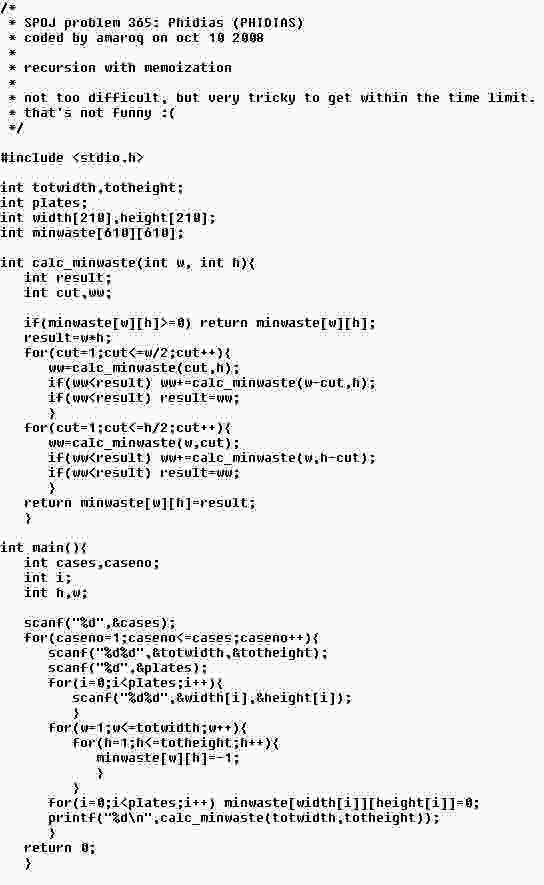 /*
 * SPOJ problem 365: Phidias (PHIDIAS)
 * coded by amaroq on oct 10 2008
 *
 * recursion with memoization
 *
 * not too difficult, but very tricky to get within the time limit.
 * that's not funny :(
 */

#include <stdio.h>

int totwidth,totheight;
int plates;
int width[210],height[210];
int minwaste[610][610];

int calc_minwaste(int w, int h){
   int result;
   int cut,ww;

   if(minwaste[w][h]>=0) return minwaste[w][h];
   result=w*h;
   for(cut=1;cut<=w/2;cut++){
      ww=calc_minwaste(cut,h);
      if(ww<result) ww+=calc_minwaste(w-cut,h);
      if(ww<result) result=ww;
      }
   for(cut=1;cut<=h/2;cut++){
      ww=calc_minwaste(w,cut);
      if(ww<result) ww+=calc_minwaste(w,h-cut);
      if(ww<result) result=ww;
      }
   return minwaste[w][h]=result;
   }

int main(){
   int cases,caseno;
   int i;
   int h,w;

   scanf("%d",&cases);
   for(caseno=1;caseno<=cases;caseno++){
      scanf("%d%d",&totwidth,&totheight);
      scanf("%d",&plates);
      for(i=0;i<plates;i++){
         scanf("%d%d",&width[i],&height[i]);
         }
      for(w=1;w<=totwidth;w++){
         for(h=1;h<=totheight;h++){
            minwaste[w][h]=-1;
            }
         }
      for(i=0;i<plates;i++) minwaste[width[i]][height[i]]=0;
      printf("%d\n",calc_minwaste(totwidth,totheight));
      }
   return 0;
   }